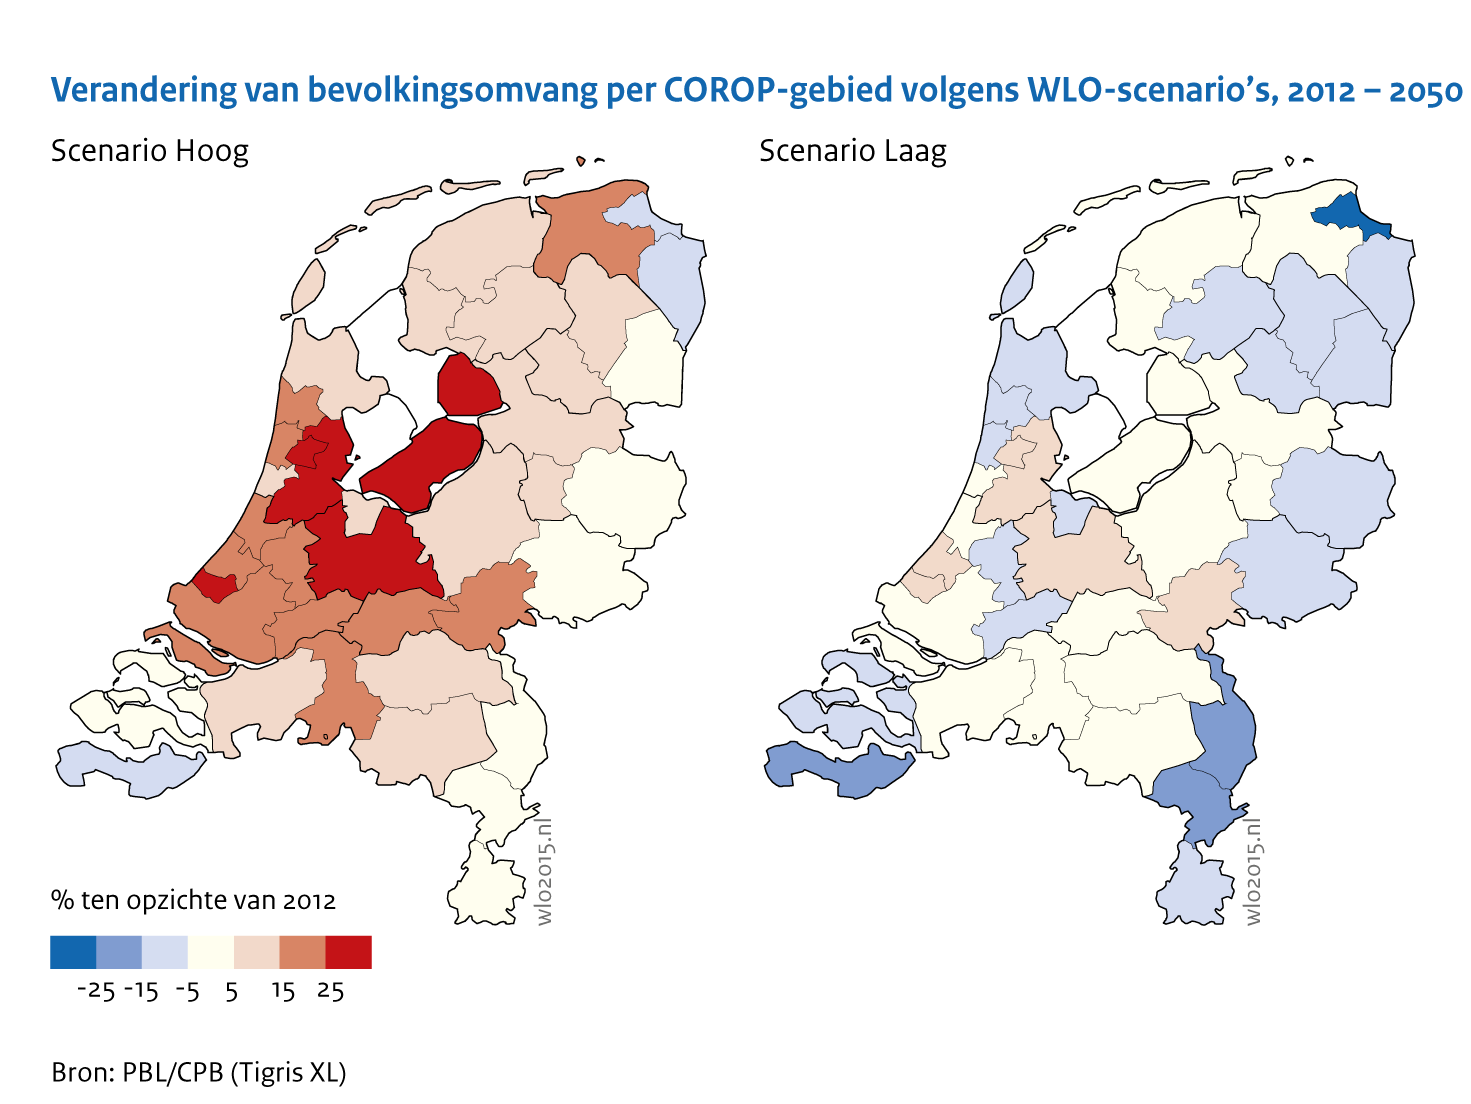 Verandering van bevolkingsomvang per COROP-gebied volgens WLO-scenario's, 2012 – 2050
Scenario Hoog
Scenario Laag
wlo2015.nl
wlo2015.nl
% ten opzichte van 2012
-25 -15 -5 5 15 25
Bron: PBL/CPB (Tigris XL)